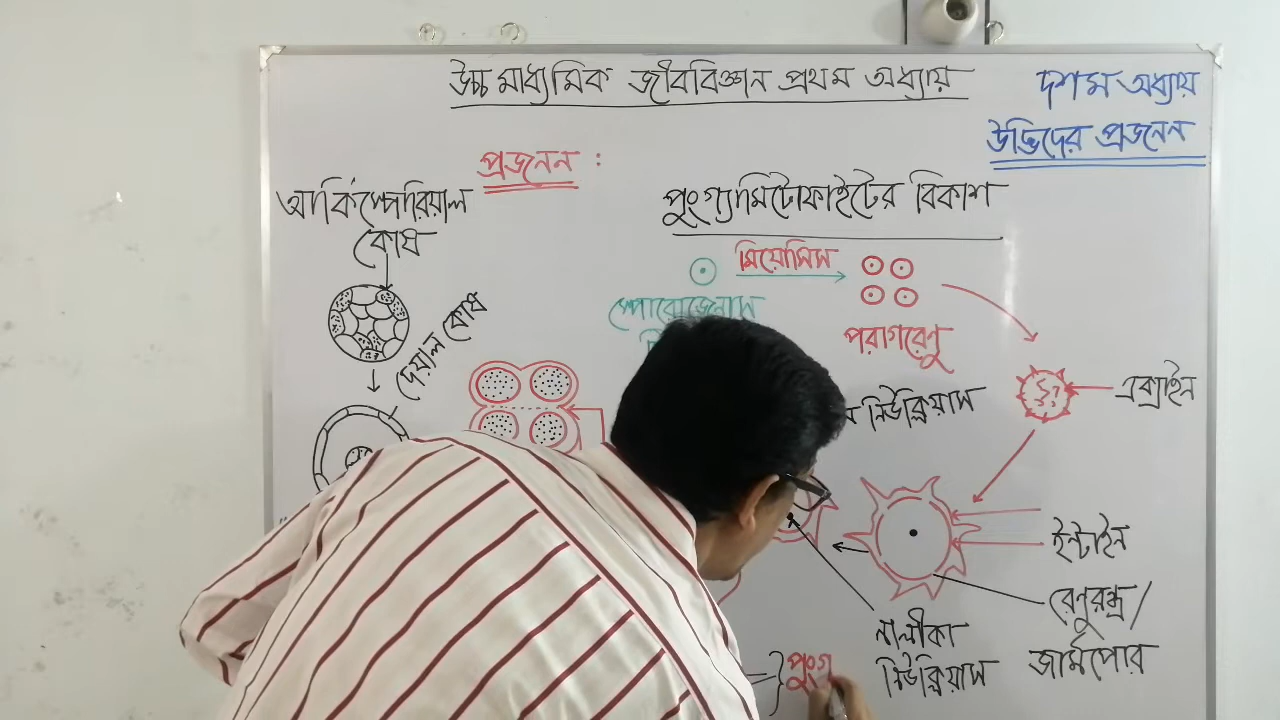 উচ্চ মাধ্যমিক জীববিজ্ঞান প্রথম অধ্যায়
দশম অধ্যায়
উদ্ভিদের প্রজনন
প্রজনন :
আর্কিস্পোরিয়াল
কোষ
পুংগ্যামিটোফাইটের বিকাশ
মিয়োসিস
স্পোরোজেনাস
পরাগরেণু
দেয়াল কোষ
এক্সাইন
নিউক্লিয়াস
ইন্টাইন
রেণুরন্ধ্র/
জার্মপোর
নালীকা
নিউক্লিয়াস
পুংগ